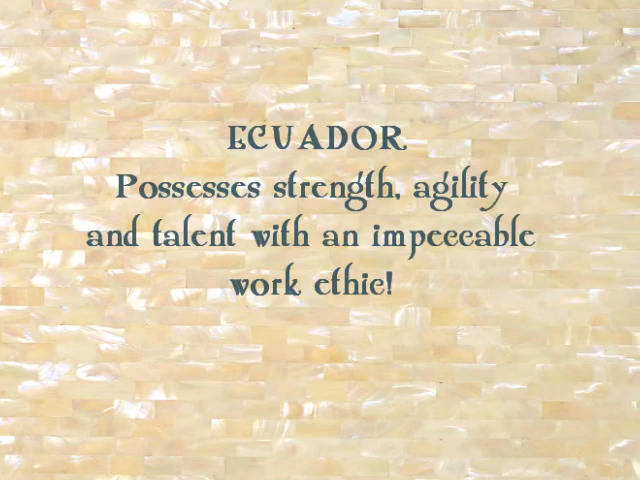 ECUADOR
Possesses strength, agility
and talent with an impeccable
work ethic!